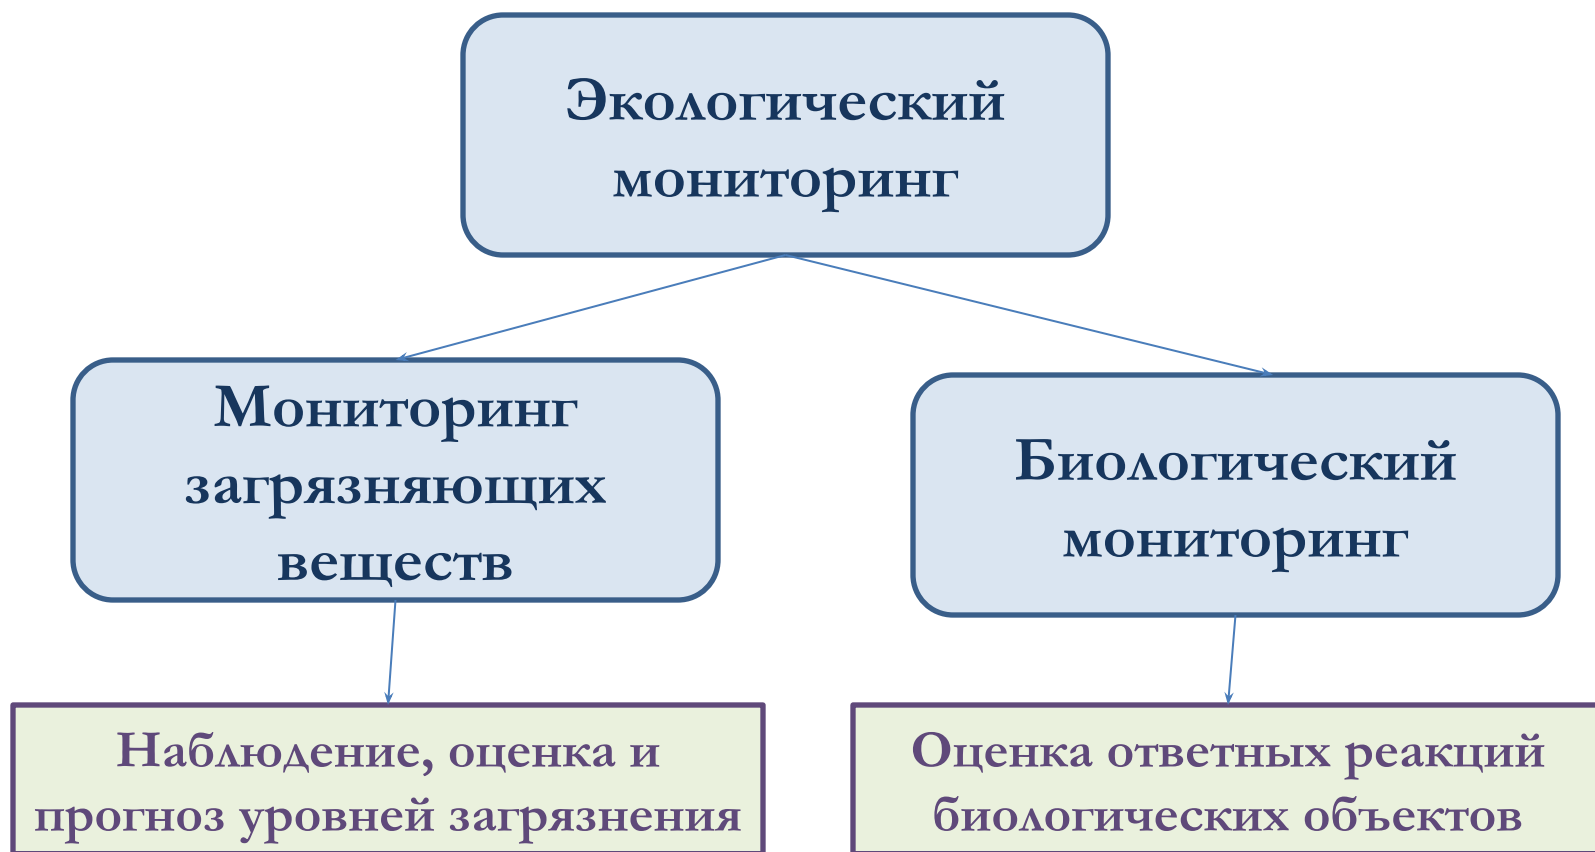 Экологический
мониторинг
Мониторинг
загрязняющих
веществ
Биологический
мониторинг
Наблюдение, оценка и
прогноз уровней загрязнения
Оценка ответных реакций
биологических объектов